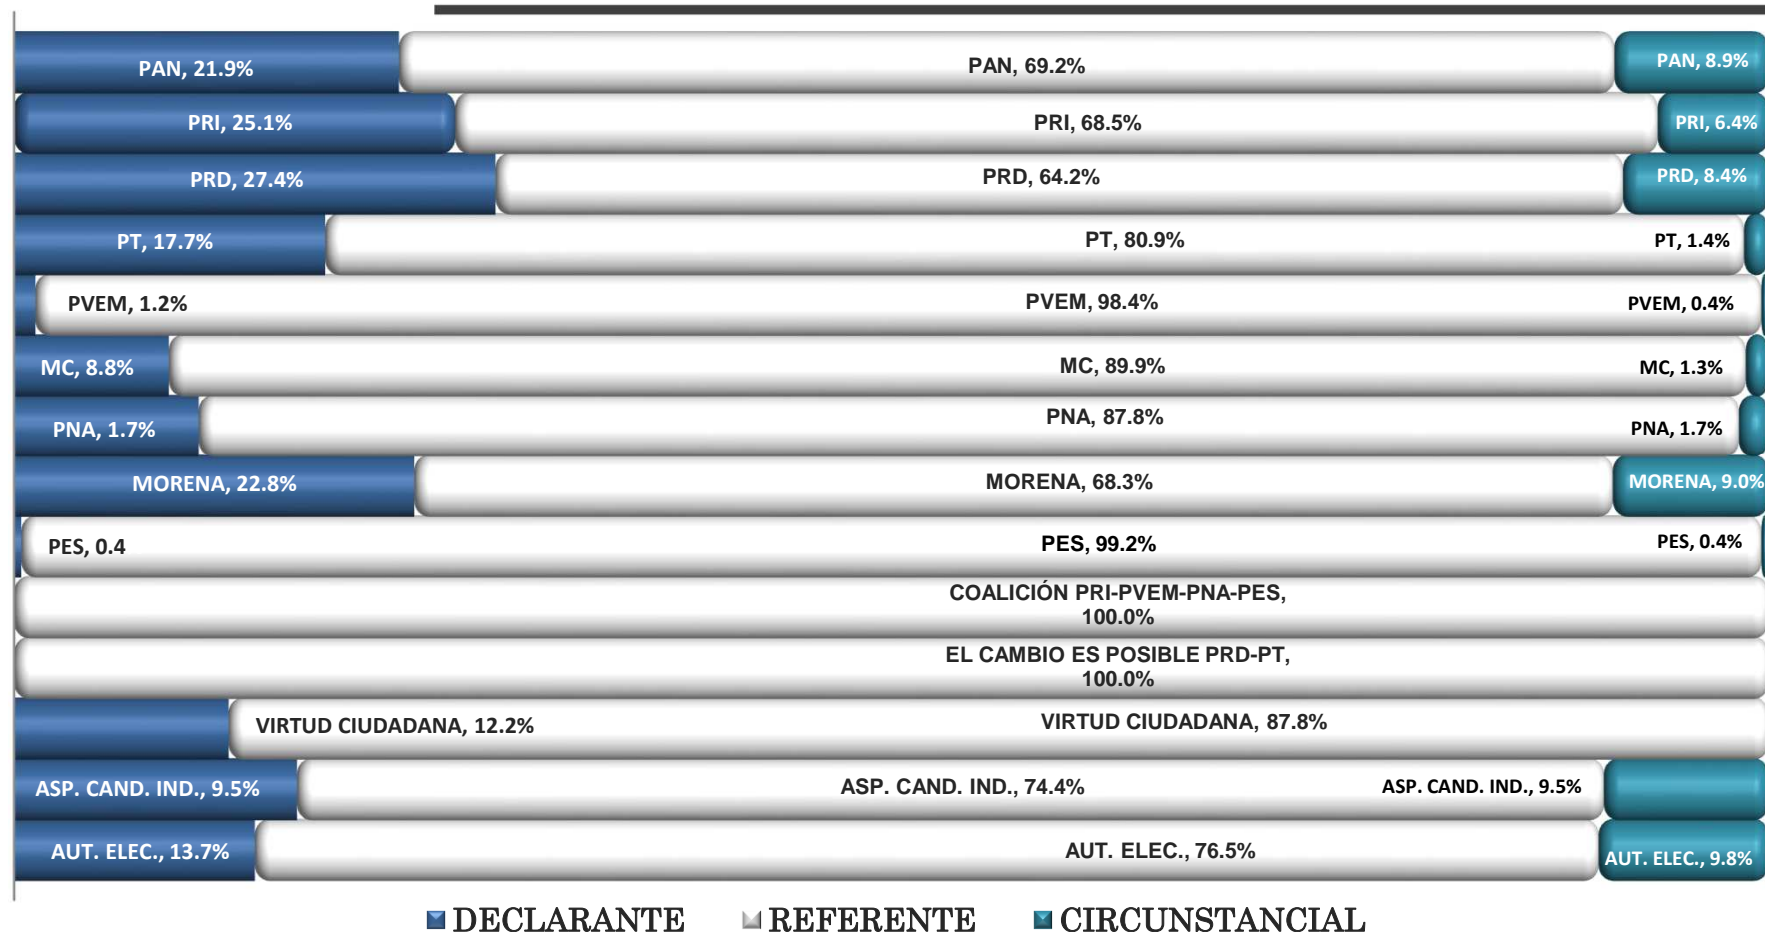 PAN, 21.9% PAN, 69.2% PAN, 8.9%
PRI, 25.1% PRI, 68.5% PRI, 6.4%
PRD, 27.4% PRD, 64.2% PRD, 8.4%
PT, 17.7% PT, 80.9% PT, 1.4%
PVEM, 1.2% PVEM, 98.4% PVEM, 0.4%
MC, 8.8% MC, 89.9% MC, 1.3%
PNA, 1.7% PNA, 87.8% PNA, 1.7%
MORENA, 22.8% MORENA, 68.3% MORENA, 9.0%
PES, 0.4 PES, 99.2% PES, 0.4%
COALICIÓN PRI-PVEM-PNA-PES,
100.0%
EL CAMBIO ES POSIBLE PRD-PT,
100.0%
VIRTUD CIUDADANA, 12.2% VIRTUD CIUDADANA, 87.8%
ASP. CAND. IND., 9.5% ASP. CAND. IND., 74.4% ASP. CAND. IND., 9.5%
AUT. ELEC., 13.7% AUT. ELEC., 76.5% AUT. ELEC., 9.8%
DECLARANTE REFERENTE CIRCUNSTANCIAL